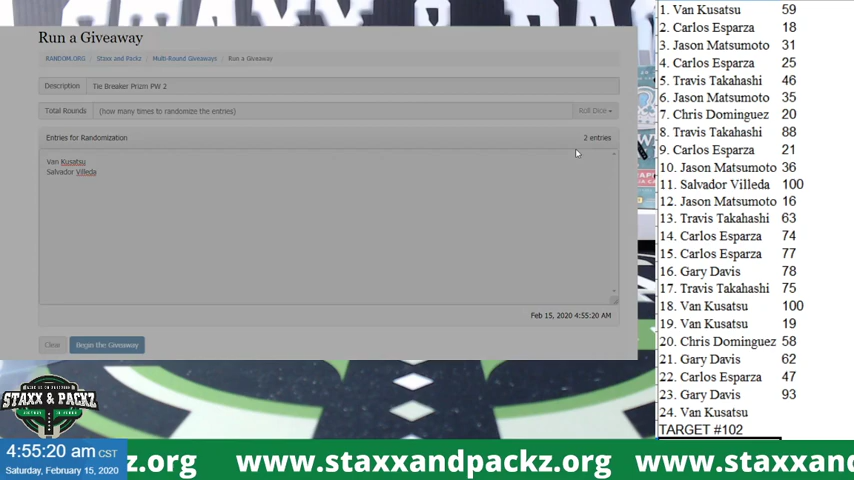 Run a Giveaway
RANDOM.ORG Staxx and Packz Multi-Round Giveaways Run a Giveaway
Description Tie Breaker Prizm PW 2
Total Rounds (how many times to randomize the entries) Roll Dice
Entries for Randomization 2 entries
Van Kusatsu
Salvador Villeda
Feb 15, 2020 4:55:20 AM
Clear Begin the Giveaway
1. Van Kusatsu 59
2. Carlos Esparza 18
3. Jason Matsumoto 31
4. Carlos Esparza 25
5. Travis Takahashi 46
6. Jason Matsumoto 35
7. Chris Dominguez 20
8. Travis Takahashi 88
9. Carlos Esparza 21
10. Jason Matsumoto 36
11. Salvador Villeda 100
12. Jason Matsumoto 16
13. Travis Takahashi 63
14. Carlos Esparza 74
15. Carlos Esparza 77
16. Gary Davis 78
17. Travis Takahashi 75
18. Van Kusatsu 100
19. Van Kusatsu 19
20. Chris Dominguez 58
21. Gary Davis 62
22. Carlos Esparza 47
23. Gary Davis 93
24. Van Kusatsu
TARGET #102
STAXX & PACKZ
4:55:20 am CST
Saturday, February 15, 2020
z.org www.staxxandpackz.org www.staxxan